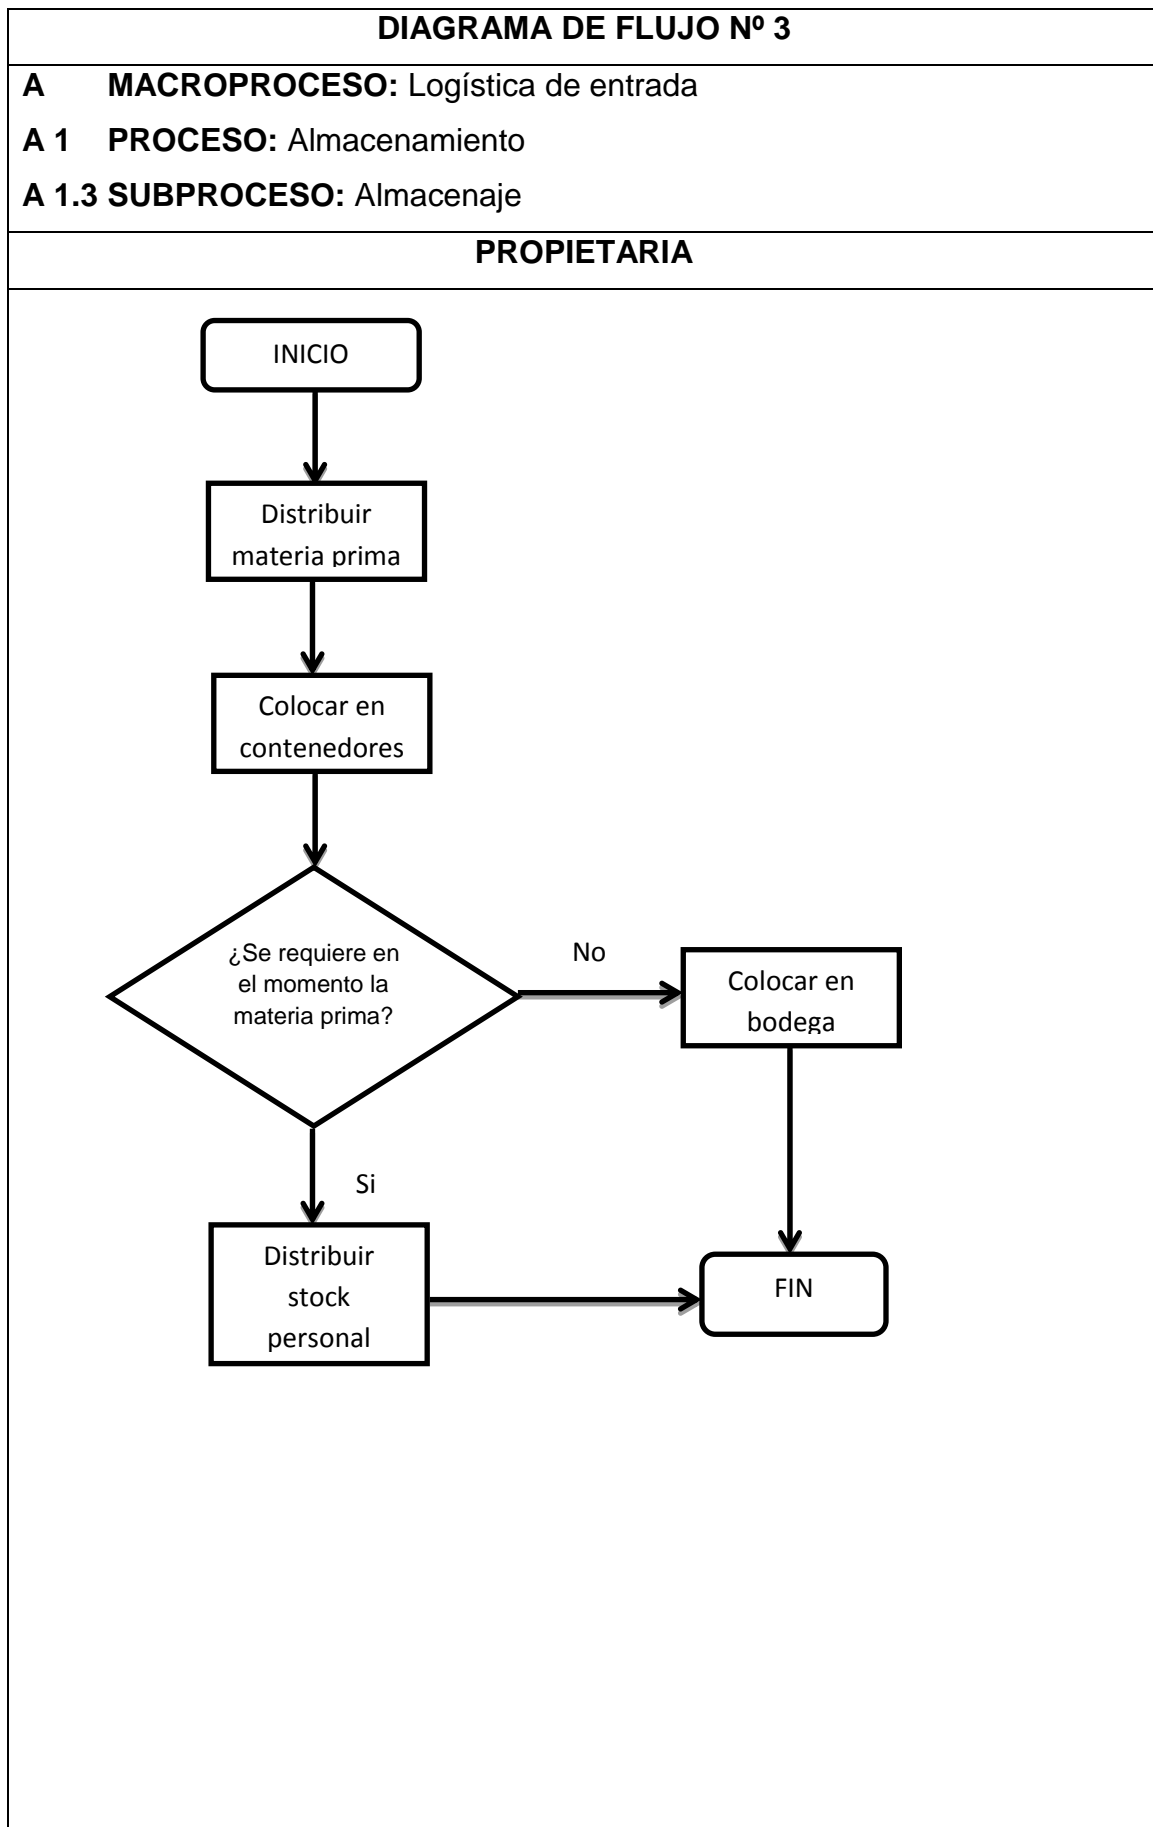 DIAGRAMA DE FLUJO Nº 3
A MACROPROCESO: Logística de entrada
A 1 PROCESO: Almacenamiento
A 1.3 SUBPROCESO: Almacenaje
PROPIETARIA
INICIO
Distribuir
materia prima
Colocar en
contenedores
¿Se requiere en
el momento la
materia prima?
No
Colocar en
bodega
Si
Distribuir
stock
personal
FIN